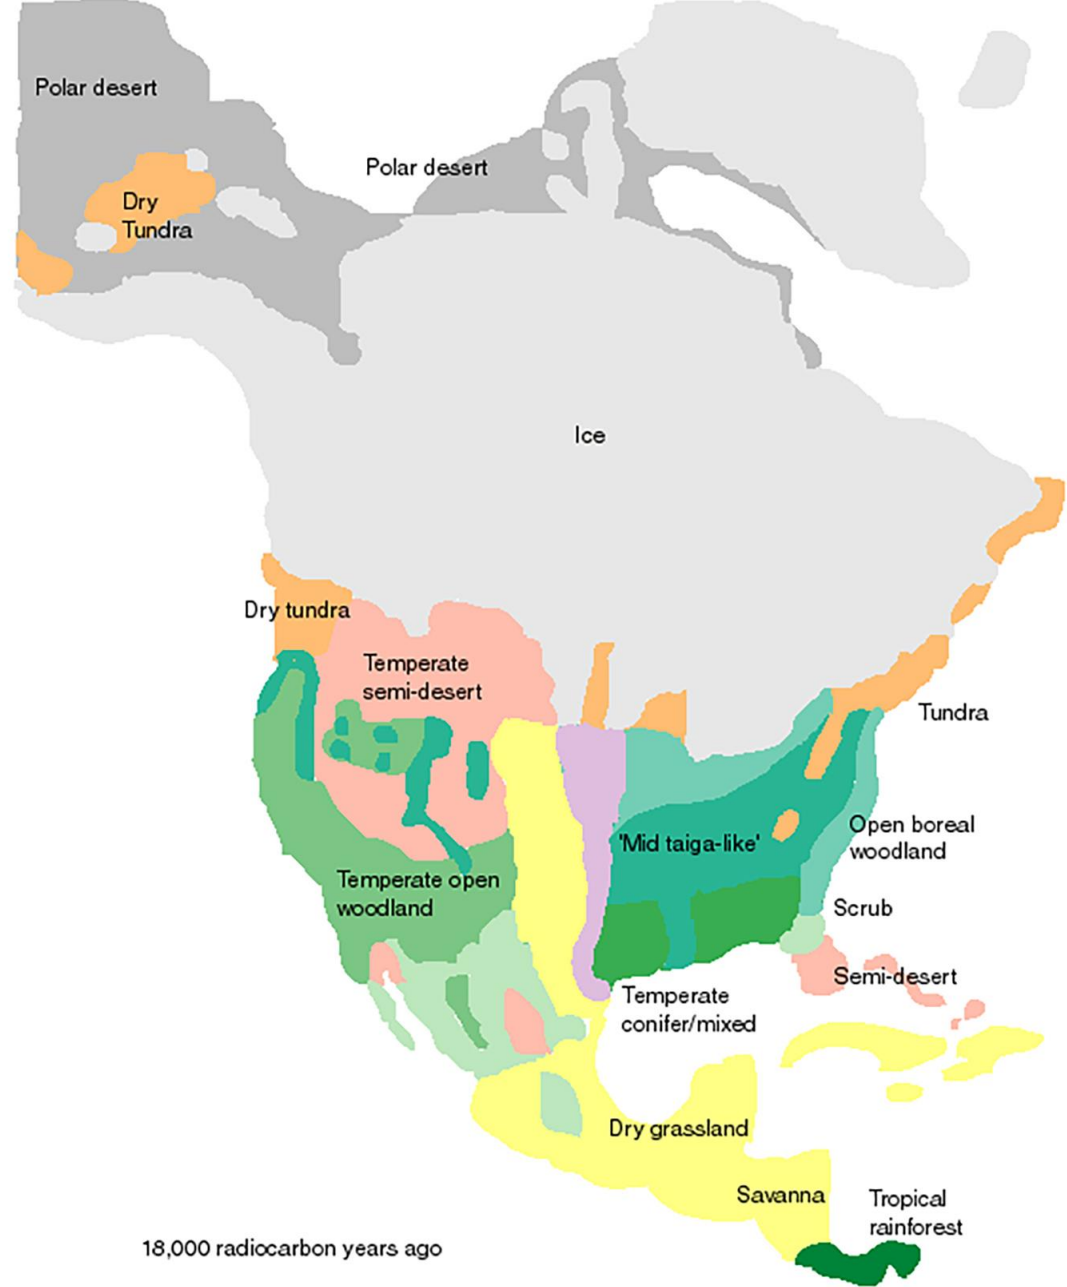 Polar desert
Polar desert
Dry
Tundra
Ice
Dry tundra
Temperate
semi-desert
Tundra
'Mid taiga-like'
Open boreal
woodland
Temperate open
woodland
Scrub
Semi-desert
Temperate
conifer/mixed
Dry grassland
Savanna
Tropical
rainforest
18,000 radiocarbon years ago